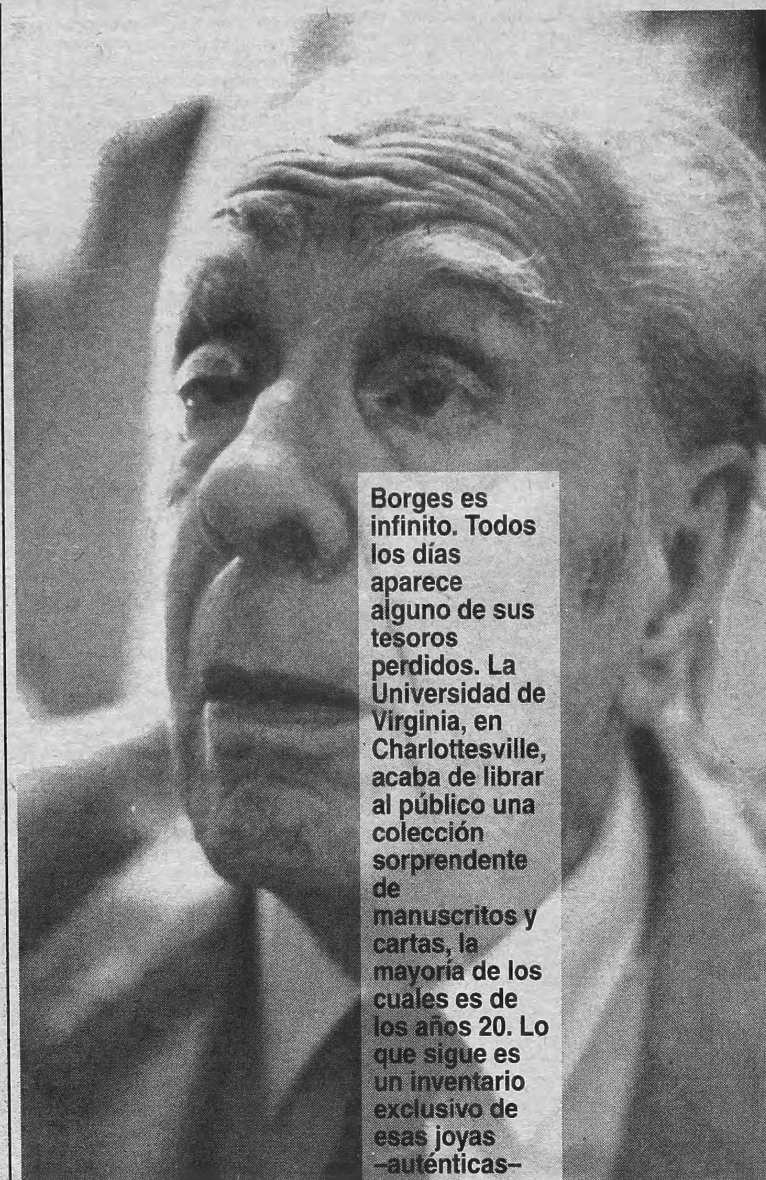 Borges es
infinito. Todos
los días
aparece
alguno de sus
tesoros
perdidos. La
Universidad de
Virginia, en
Charlottesville,
acaba de librar
al público una
colección
sorprendente
de
manuscritos y
cartas, la
mayoría de los
cuales es de
los años 20. Lo
que sigue es
un inventario
exclusivo de
esas joyas
–auténticas–